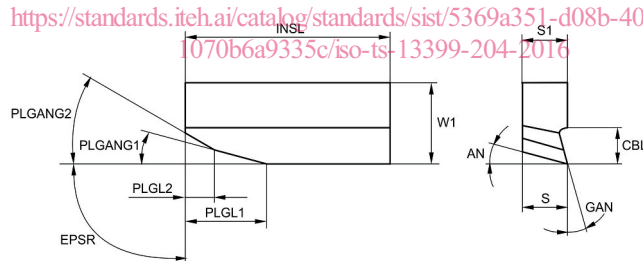 https://standards.iteh.ai/catalog/standards/sist/5369a351-d08b-40
1070b6a9335c/iso-ts-13399-204-2016
INSL
S1
PLGANG2
PLGANG1
W1
AN
CBL
PLGL2
S
PLGL1
GAN
EPSR